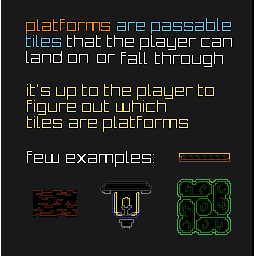 platforms are passable
tiles that the player can
land on or fall through
it's up to the player to
figure out which
tiles are platforms
few examples: